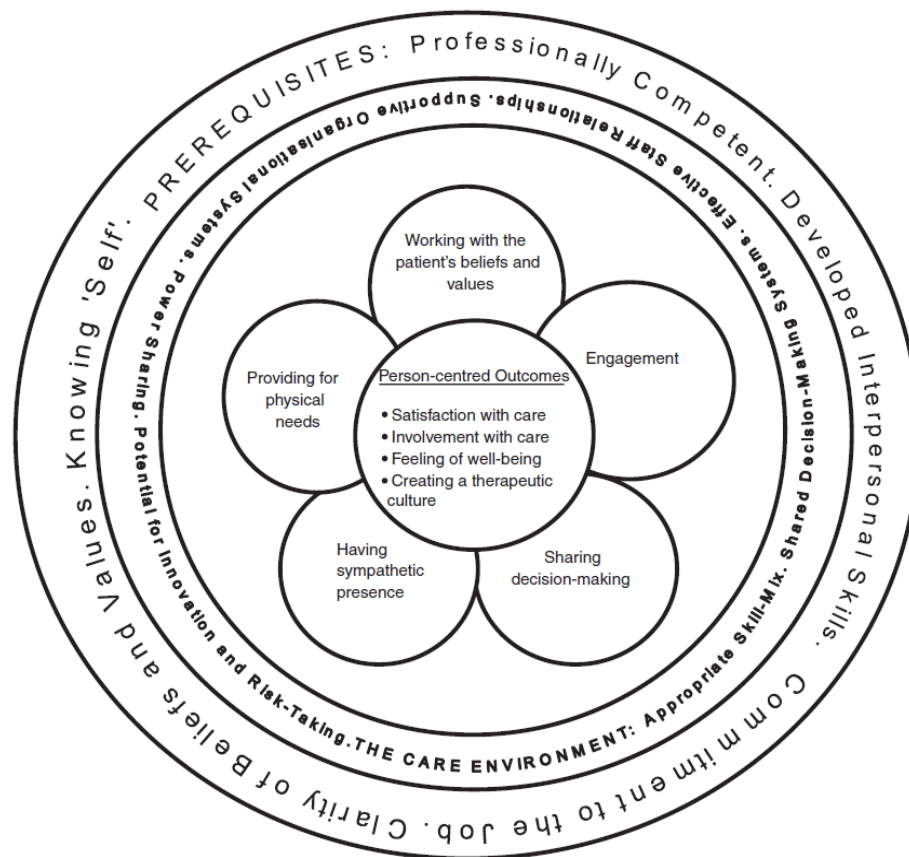 PREREQUISITES: Professionally Competent. Developed Interpersonal Skills. Commitment to the Job. Clarity of Beliefs and Values. Knowing 'Self'.
THE CARE ENVIRONMENT: Appropriate Skill-Mix. Shared Decision-Making Systems. Effective Staff Relationships. Supportive Organisational Systems. Power Sharing. Potential for Innovation and Risk-Taking.
Working with the
patient's beliefs and
values
Engagement
Sharing
decision-making
Having
sympathetic
presence
Providing for
physical
needs
Person-centred Outcomes
• Satisfaction with care
• Involvement with care
• Feeling of well-being
• Creating a therapeutic
culture